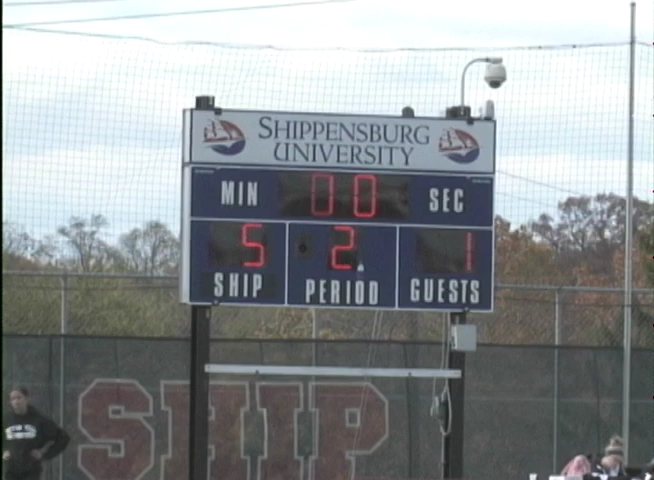 SHIPPENSBURG
UNIVERSITY
MIN 00 SEC
5 2 1
SHIP PERIOD GUESTS
SHIP